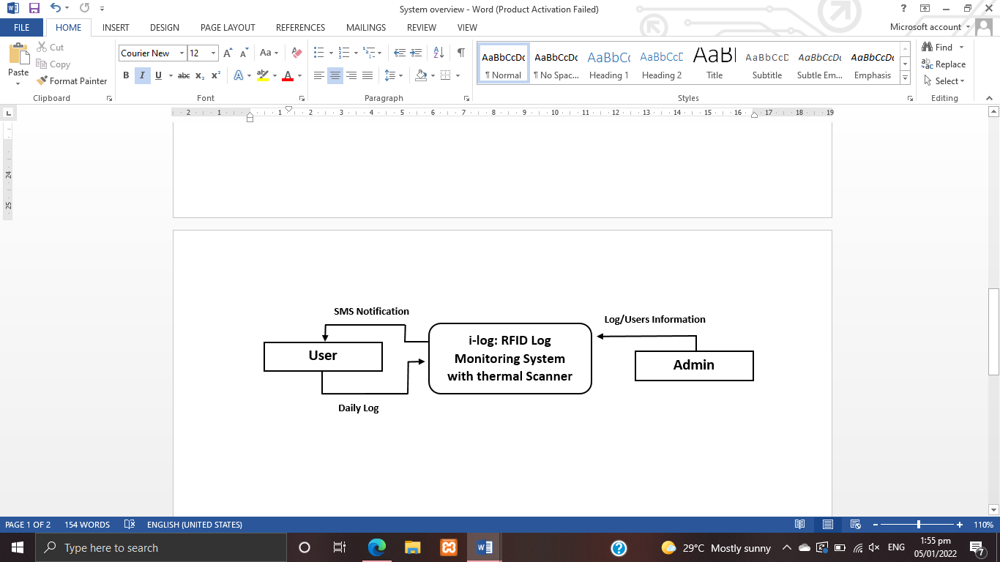 System overview - Word (Product Activation Failed)
FILE HOME INSERT DESIGN PAGE LAYOUT REFERENCES MAILINGS REVIEW VIEW Microsoft account
Paste
Cut
Copy
Format Painter
Clipboard
Courier New 12
Aa
B I U abc x₂ x² A ab A
Font
Paragraph
AaBbCcDc AaBbCcDc AaBbCc AaBbCcD AaBl AaBbCcD AaBbCcDc AaBbCcDc
¶ Normal ¶ No Spac... Heading 1 Heading 2 Title Subtitle Subtle Em... Emphasis
Styles
Find
Replace
Select
Editing
2 1 1 2 3 4 5 6 7 8 9 10 11 12 13 14 15 16 17 18 19
24
25
SMS Notification
User
Daily Log
i-log: RFID Log
Monitoring System
with thermal Scanner
Log/Users Information
Admin
PAGE 1 OF 2 154 WORDS ENGLISH (UNITED STATES) 110%
Type here to search
29°C Mostly sunny
ENG
1:55 pm
05/01/2022
7